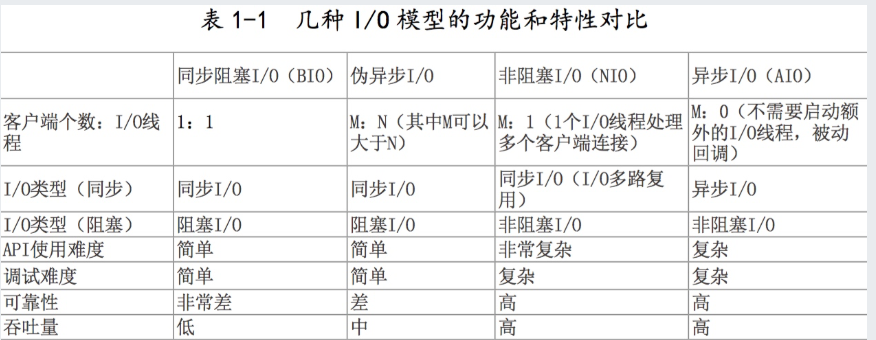 表 1-1 几种 I/O 模型的功能和特性对比
同步阻塞I/O（BIO） 伪异步I/O 非阻塞I/O（NIO） 异步I/O（AIO）
客户端个数：I/O线程 1：1 M：N（其中M可以大于N） M：1（1个I/O线程处理多个客户端连接） M：0（不需要启动额外的I/O线程，被动回调）
I/O类型（同步） 同步I/O 同步I/O 同步I/O（I/O多路复用） 异步I/O
I/O类型（阻塞） 阻塞I/O 阻塞I/O 非阻塞I/O 非阻塞I/O
API使用难度 简单 简单 非常复杂 复杂
调试难度 简单 简单 复杂 复杂
可靠性 非常差 差 高 高
吞吐量 低 中 高 高